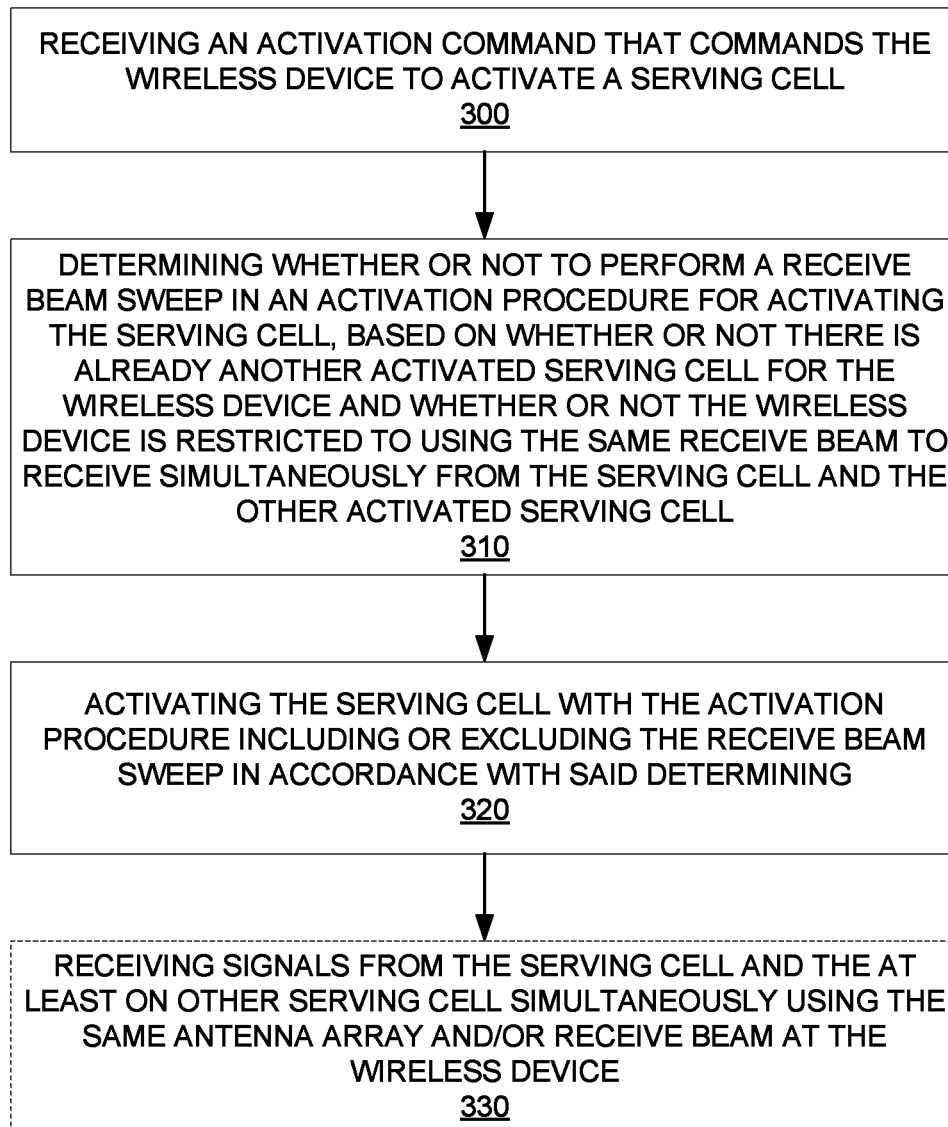 RECEIVING AN ACTIVATION COMMAND THAT COMMANDS THE
WIRELESS DEVICE TO ACTIVATE A SERVING CELL
300
DETERMINING WHETHER OR NOT TO PERFORM A RECEIVE
BEAM SWEEP IN AN ACTIVATION PROCEDURE FOR ACTIVATING
THE SERVING CELL, BASED ON WHETHER OR NOT THERE IS
ALREADY ANOTHER ACTIVATED SERVING CELL FOR THE
WIRELESS DEVICE AND WHETHER OR NOT THE WIRELESS
DEVICE IS RESTRICTED TO USING THE SAME RECEIVE BEAM TO
RECEIVE SIMULTANEOUSLY FROM THE SERVING CELL AND THE
OTHER ACTIVATED SERVING CELL
310
ACTIVATING THE SERVING CELL WITH THE ACTIVATION
PROCEDURE INCLUDING OR EXCLUDING THE RECEIVE BEAM
SWEEP IN ACCORDANCE WITH SAID DETERMINING
320
RECEIVING SIGNALS FROM THE SERVING CELL AND THE AT
LEAST ON OTHER SERVING CELL SIMULTANEOUSLY USING THE
SAME ANTENNA ARRAY AND/OR RECEIVE BEAM AT THE
WIRELESS DEVICE
330